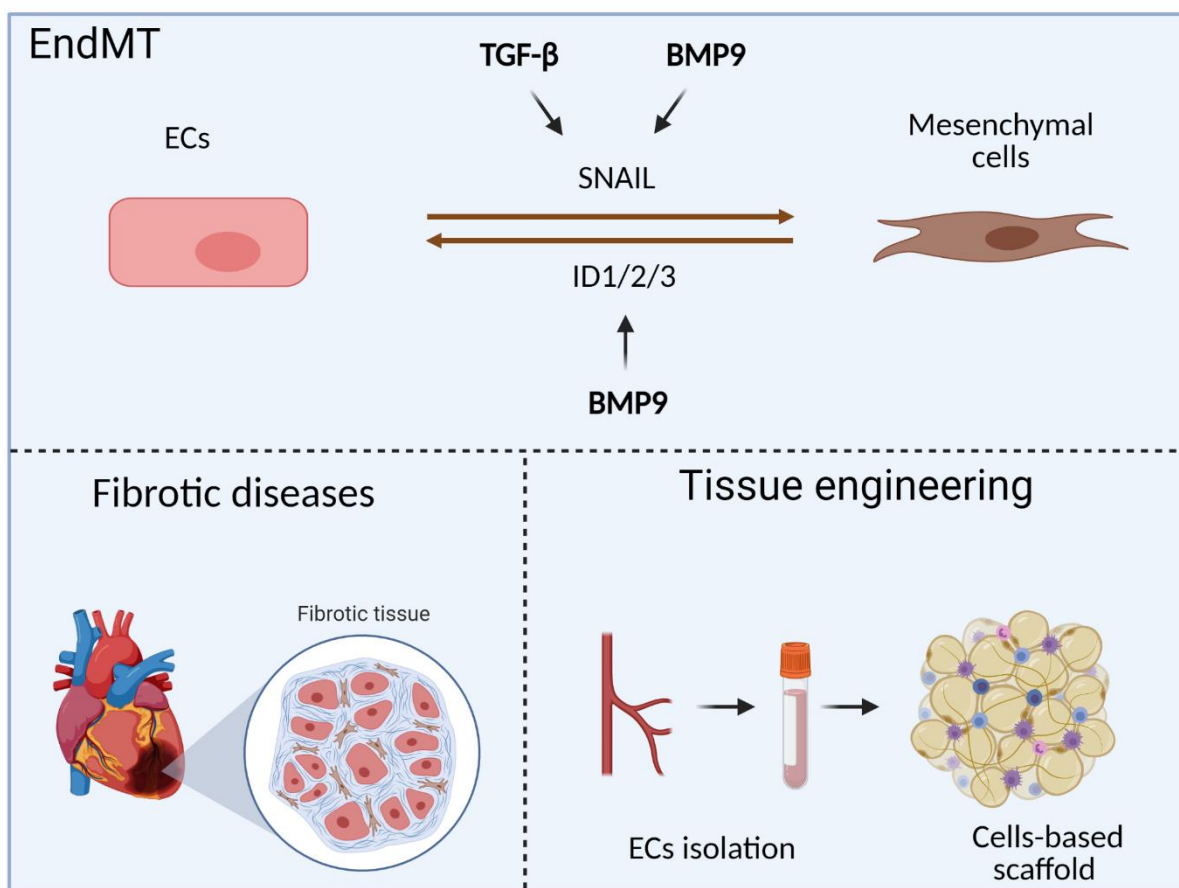 EndMT
TGF-β
BMP9
ECs
Mesenchymal
cells
SNAIL
ID1/2/3
BMP9
Fibrotic diseases
Fibrotic tissue
Tissue engineering
ECs isolation
Cells-based
scaffold